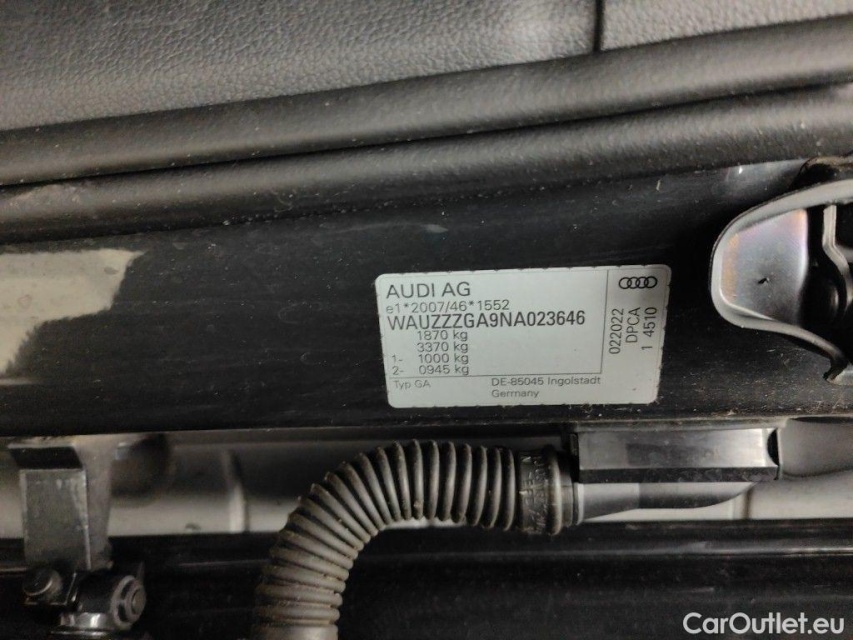 AUDI AG
e1*2007/46*1552
WAUZZZGA9NA023646
1870 kg
3370 kg
1- 1000 kg
2- 0945 kg
Typ GA
DE-85045 Ingolstadt
Germany
022022
DPCA
1 4510
CarOutlet.eu